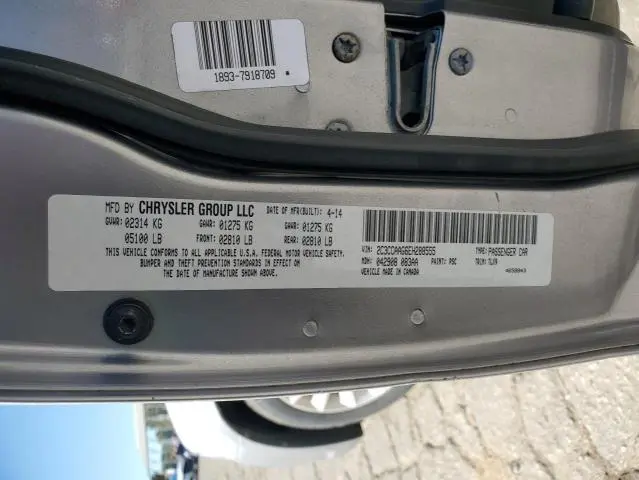 1893-7918709
MFD BY CHRYSLER GROUP LLC DATE OF MFR(BUILT): 4-14
GVWR: 02314 KG GAWR: 01275 KG GAWR: 01275 KG
05100 LB FRONT: 02810 LB REAR: 02810 LB
THIS VEHICLE CONFORMS TO ALL APPLICABLE U.S.A. FEDERAL MOTOR VEHICLE SAFETY,
BUMPER AND THEFT PREVENTION STANDARDS IN EFFECT ON
THE DATE OF MANUFACTURE SHOWN ABOVE.
VIN: 2C3CCAAG6EH288555 TYPE: PASSENGER CAR
MDH: 042908 083AA PAINT: PSC TRIM: TLX9
VEHICLE MADE IN CANADA